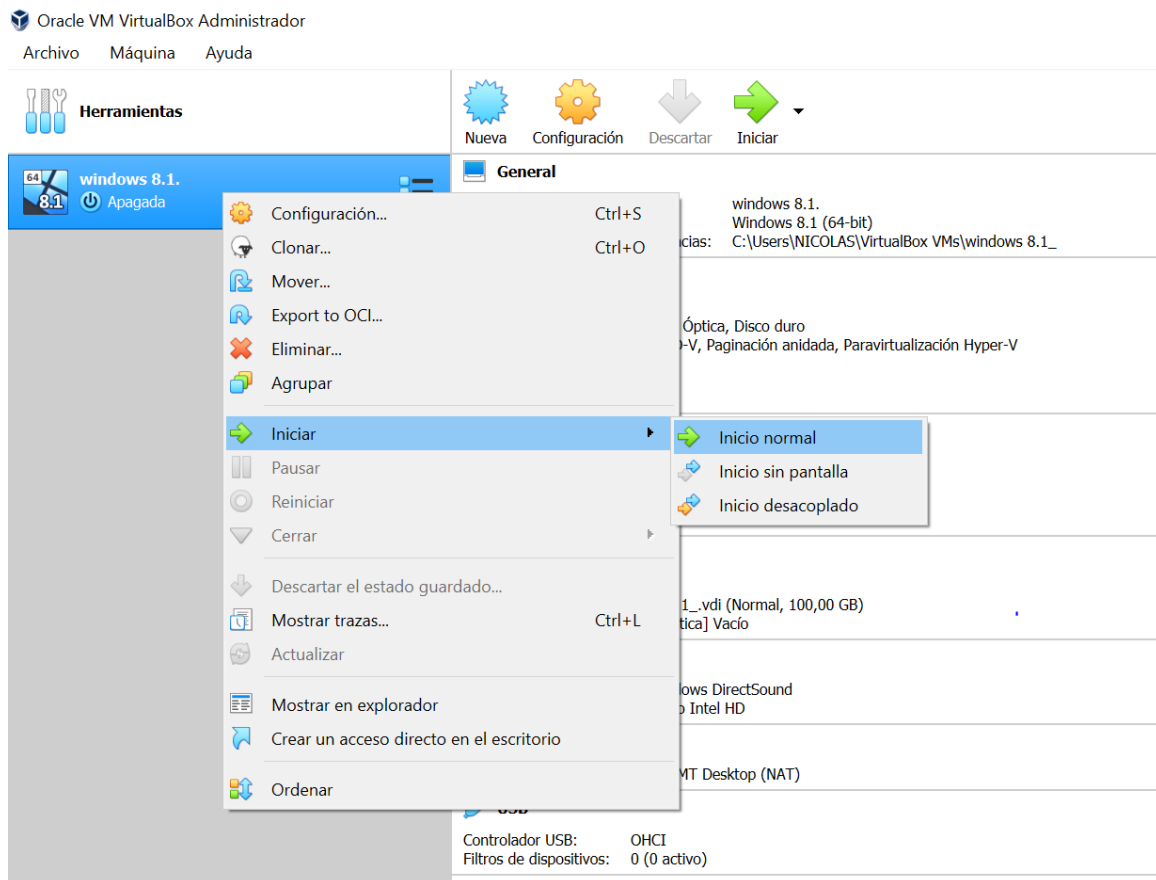 Oracle VM VirtualBox Administrador
Archivo Máquina Ayuda
Herramientas
Nueva Configuración Descartar Iniciar
64 8.1 windows 8.1.
Apagada
General
windows 8.1.
Windows 8.1 (64-bit)
cias: C:\Users\NICOLAS\VirtualBox VMs\windows 8.1_
Óptica, Disco duro
-V, Paginación anidada, Paravirtualización Hyper-V
1_.vdi (Normal, 100,00 GB)
tica] Vacío
lows DirectSound
Intel HD
MT Desktop (NAT)
USB
Controlador USB: OHCI
Filtros de dispositivos: 0 (0 activo)
Configuración... Ctrl+S
Clonar... Ctrl+O
Mover...
Export to OCI...
Eliminar...
Agrupar
Iniciar
Pausar
Reiniciar
Cerrar
Descartar el estado guardado...
Mostrar trazas... Ctrl+L
Actualizar
Mostrar en explorador
Crear un acceso directo en el escritorio
Ordenar
Inicio normal
Inicio sin pantalla
Inicio desacoplado